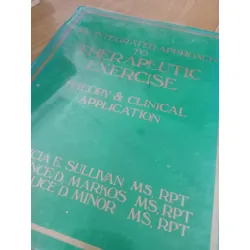 INTEGRATED APPROACH
TO
THERAPEUTIC
EXERCISE
THEORY & CLINICAL
APPLICATION
E. SULLIVAN MS, RPT
D. MARKOS MS, RPT
D. MINOR MS, RPT